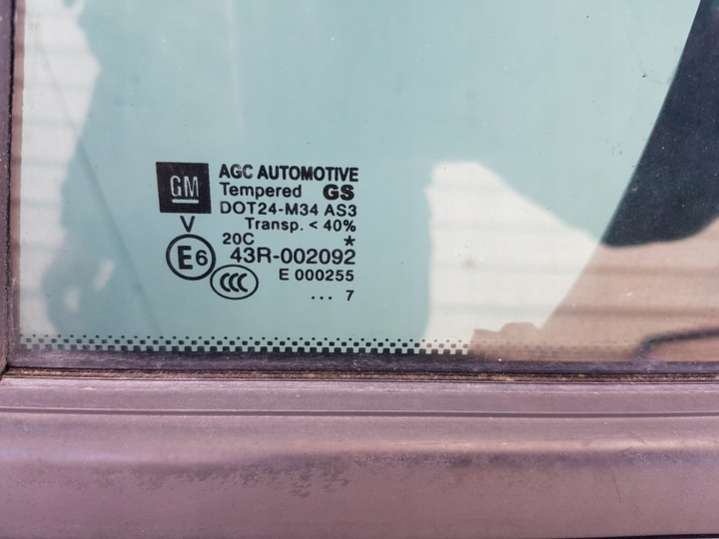 GM
AGC AUTOMOTIVE
Tempered GS
DOT24-M34 AS3
V Transp. < 40%
20C *
E6 43R-002092
CCC E 000255
... 7